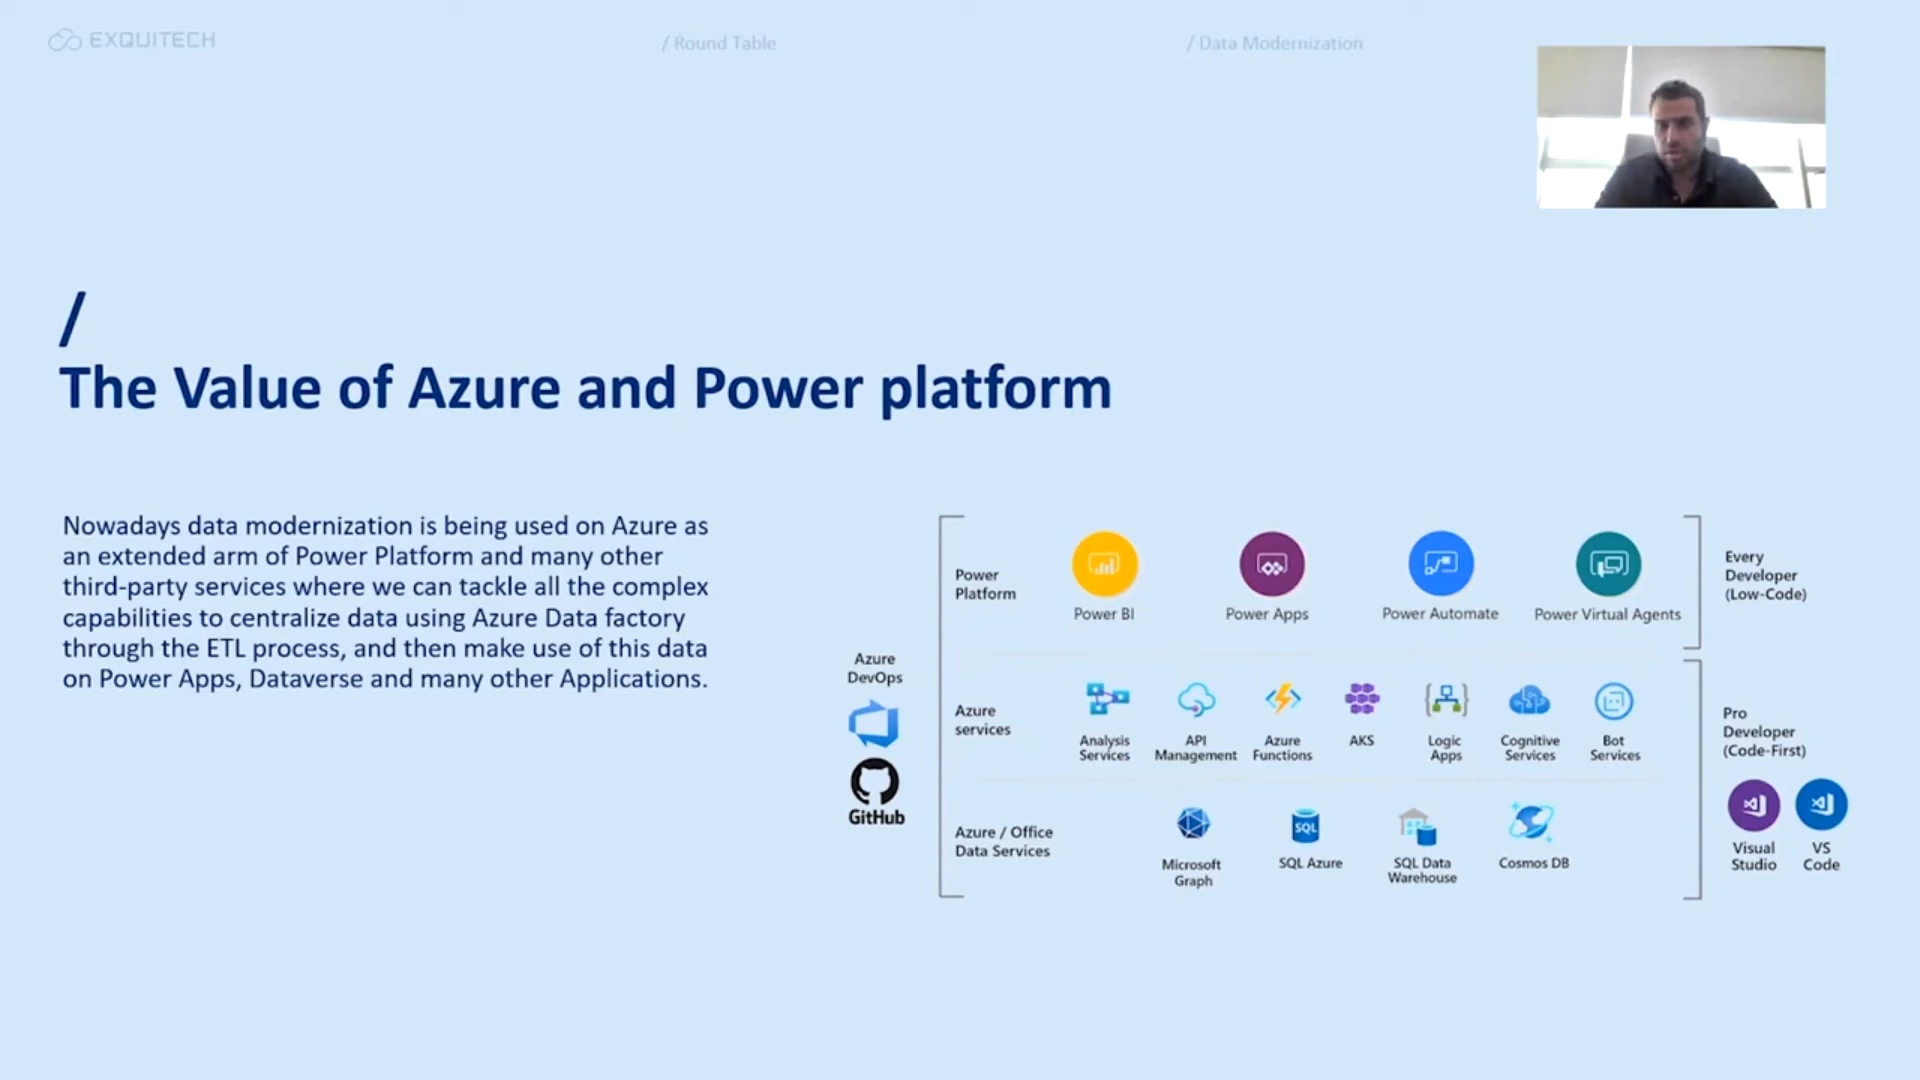 EXQUITECH
/ Round Table
/ Data Modernization
/
The Value of Azure and Power platform
Nowadays data modernization is being used on Azure as
an extended arm of Power Platform and many other
third-party services where we can tackle all the complex
capabilities to centralize data using Azure Data factory
through the ETL process, and then make use of this data
on Power Apps, Dataverse and many other Applications.
Azure
DevOps
GitHub
Power
Platform
Power BI
Power Apps
Power Automate
Power Virtual Agents
Every
Developer
(Low-Code)
Azure
services
Analysis
Services
API
Management
Azure
Functions
AKS
Logic
Apps
Cognitive
Services
Bot
Services
Pro
Developer
(Code-First)
Azure / Office
Data Services
Microsoft
Graph
SQL
SQL Azure
SQL Data
Warehouse
Cosmos DB
Visual
Studio
VS
Code